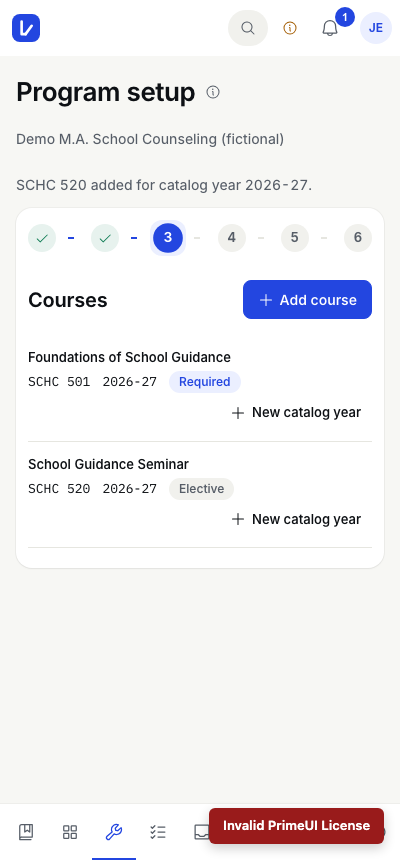 1
JE
Program setup
Demo M.A. School Counseling (fictional)
SCHC 520 added for catalog year 2026-27.
3
4
5
6
Courses
Add course
Foundations of School Guidance
SCHC 501 2026-27 Required
New catalog year
School Guidance Seminar
SCHC 520 2026-27 Elective
New catalog year
Invalid PrimeUI License